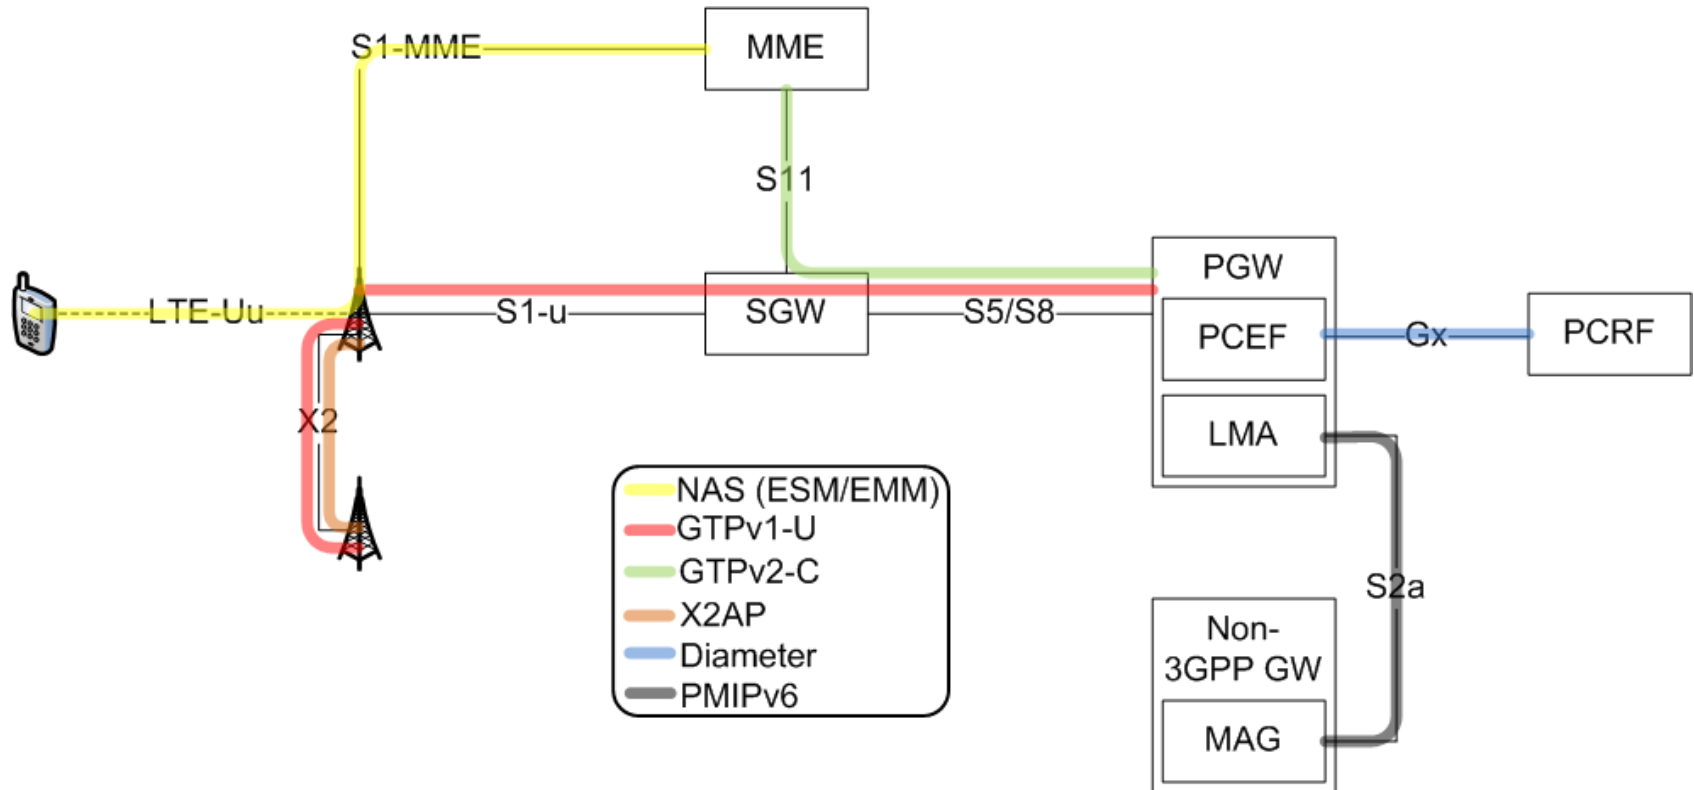 S1-MME
MME
S11
LTE-Uu
S1-u
SGW
S5/S8
PGW
PCEF
Gx
PCRF
LMA
X2
NAS (ESM/EMM)
GTPv1-U
GTPv2-C
X2AP
Diameter
PMIPv6
S2a
Non-
3GPP GW
MAG